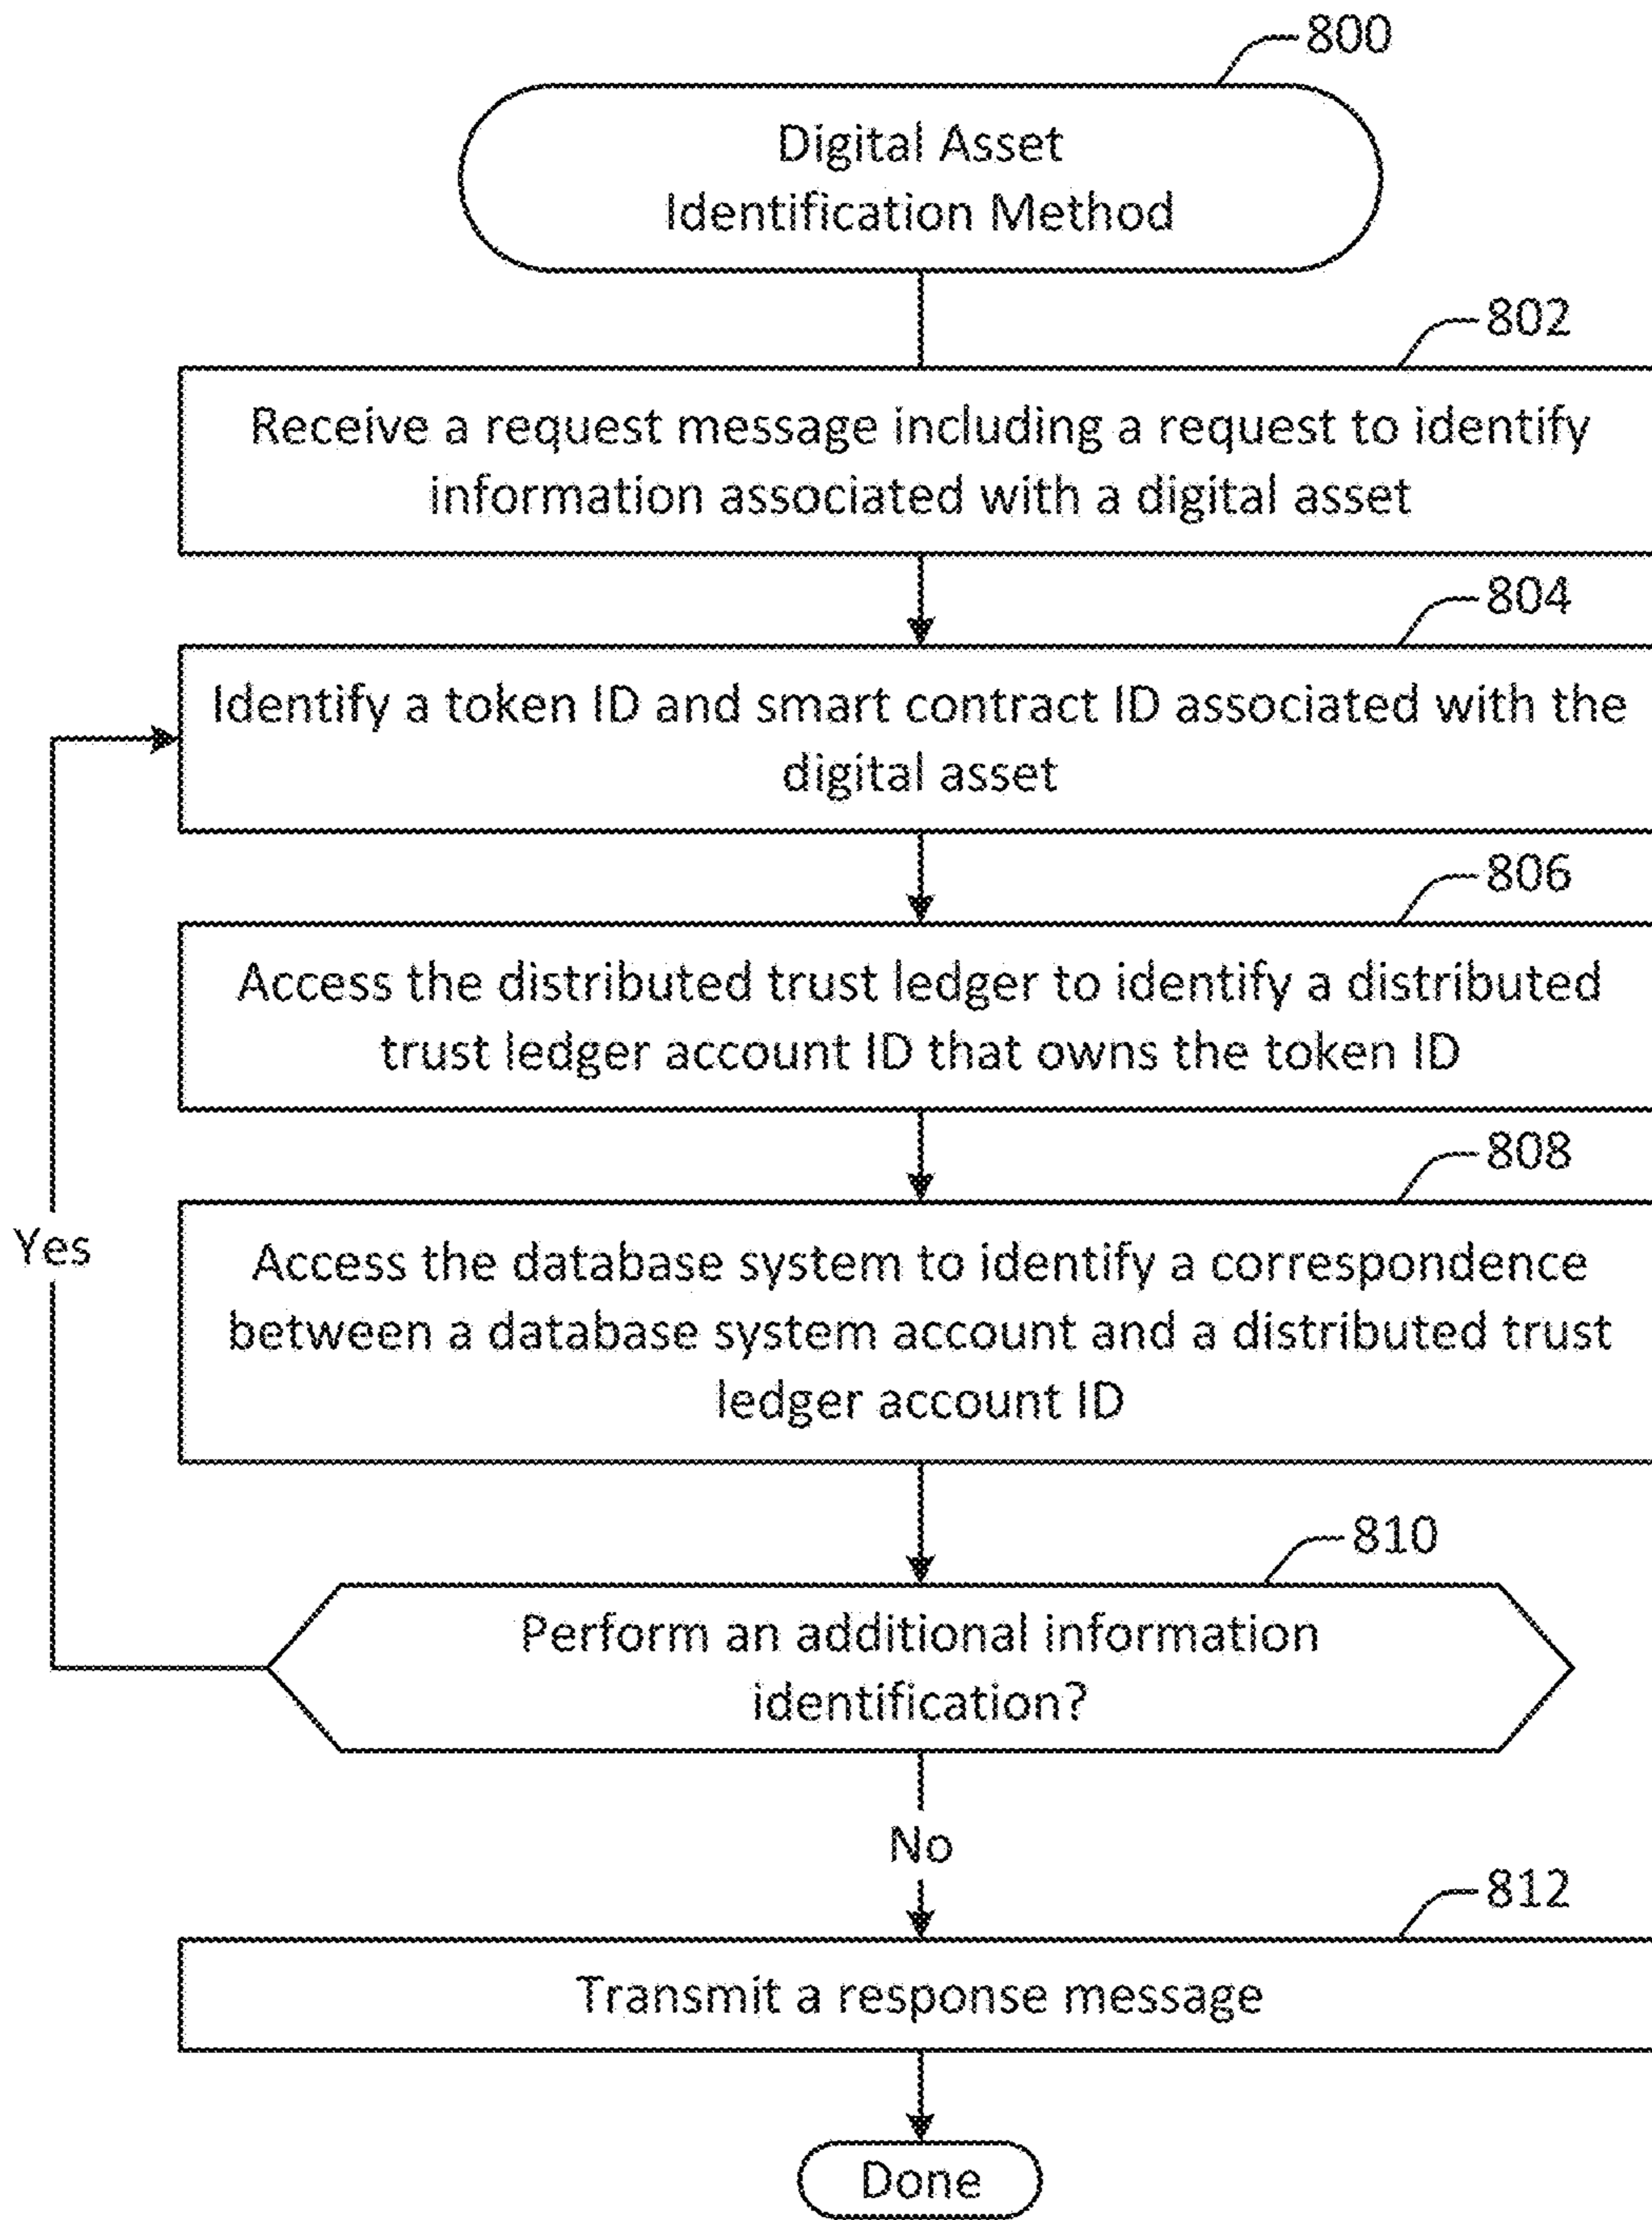 800
Digital Asset
Identification Method
802
Receive a request message including a request to identify
information associated with a digital asset
804
Identify a token ID and smart contract ID associated with the
digital asset
806
Access the distributed trust ledger to identify a distributed
trust ledger account ID that owns the token ID
808
Yes
Access the database system to identify a correspondence
between a database system account and a distributed trust
ledger account ID
810
Perform an additional information
identification?
No
812
Transmit a response message
Done